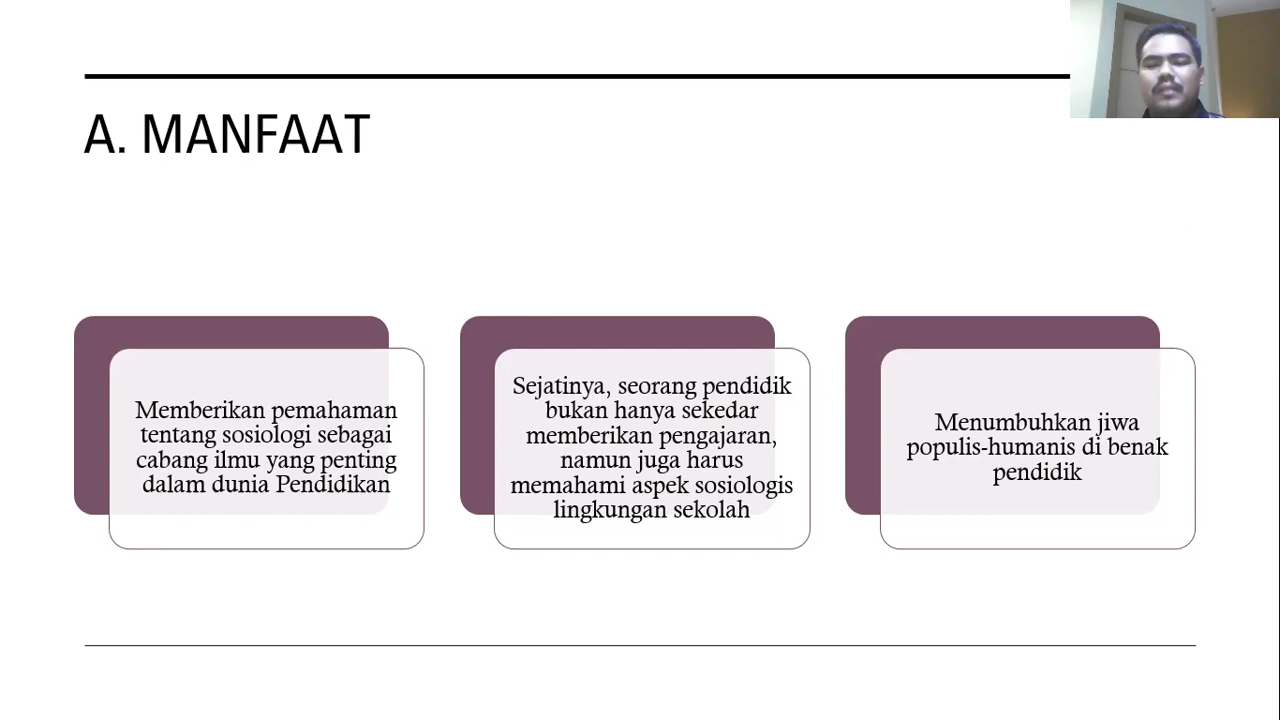 A. MANFAAT
Memberikan pemahaman
tentang sosiologi sebagai
cabang ilmu yang penting
dalam dunia Pendidikan
Sejatinya, seorang pendidik
bukan hanya sekedar
memberikan pengajaran,
namun juga harus
memahami aspek sosiologis
lingkungan sekolah
Menumbuhkan jiwa
populis-humanis di benak
pendidik